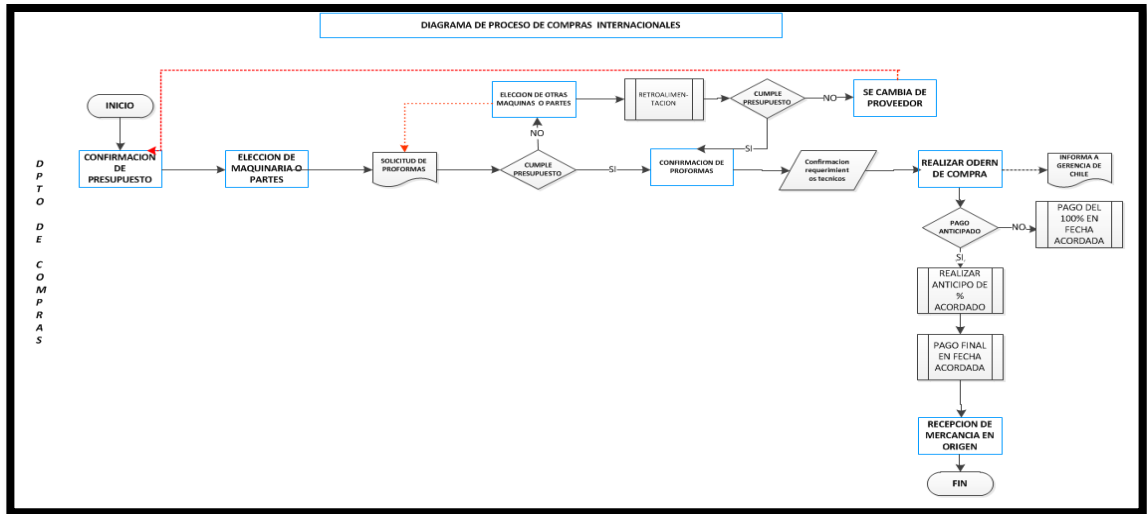 DIAGRAMA DE PROCESO DE COMPRAS INTERNACIONALES
INICIO
ELECCION DE OTRAS
MAQUINAS O PARTES
RETROALIMEN-
TACION
CUMPLE
PRESUPUESTO
NO
SE CAMBIA DE
PROVEEDOR
NO
SI
DPTO DE COMPRAS
CONFIRMACION
DE
PRESUPUESTO
ELECCION DE
MAQUINARIA O
PARTES
SOLICITUD DE
PROFORMAS
CUMPLE
PRESUPUESTO
SI
CONFIRMACION DE
PROFORMAS
Confirmacion
requerimient
os tecnicos
REALIZAR ODERN
DE COMPRA
INFORMA A
GERENCIA DE
CHILE
PAGO
ANTICIPADO
NO
PAGO DEL
100% EN
FECHA
ACORDADA
SI
REALIZAR
ANTICIPO DE
%
ACORDADO
PAGO FINAL
EN FECHA
ACORDADA
RECEPCION DE
MERCANCIA EN
ORIGEN
FIN